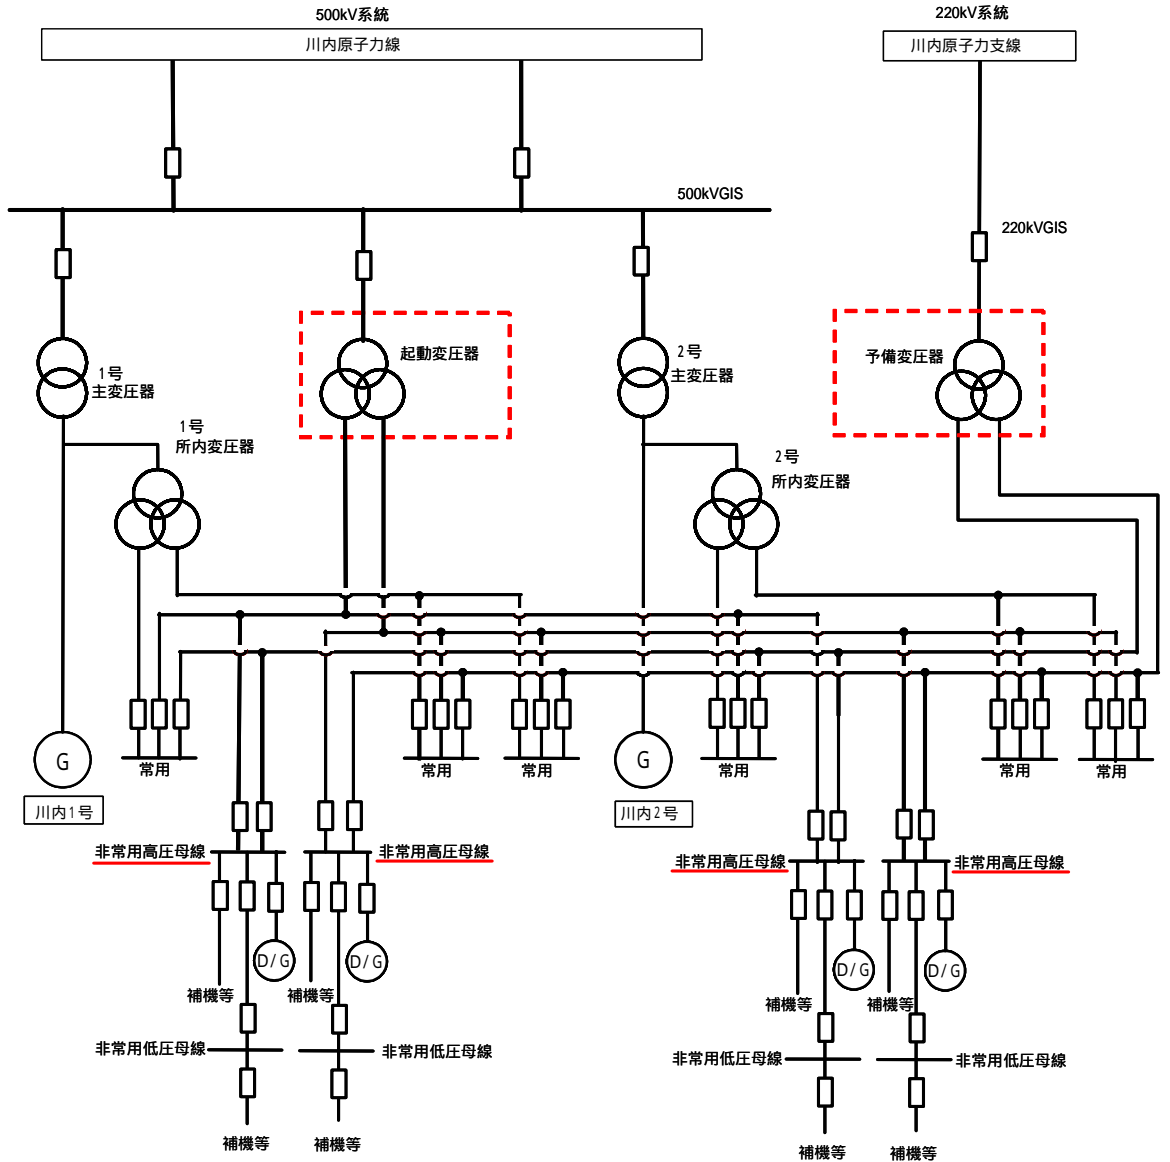 500kV系統
220kV系統
川内原子力線
川内原子力支線
500kVGIS
220kVGIS
1号
主変圧器
起動変圧器
2号
主変圧器
予備変圧器
1号
所内変圧器
2号
所内変圧器
G
常用
常用
常用
G
常用
常用
常用
川内1号
川内2号
非常用高圧母線
非常用高圧母線
非常用高圧母線
非常用高圧母線
D/G
D/G
D/G
D/G
補機等
補機等
補機等
補機等
非常用低圧母線
非常用低圧母線
非常用低圧母線
非常用低圧母線
補機等
補機等
補機等
補機等